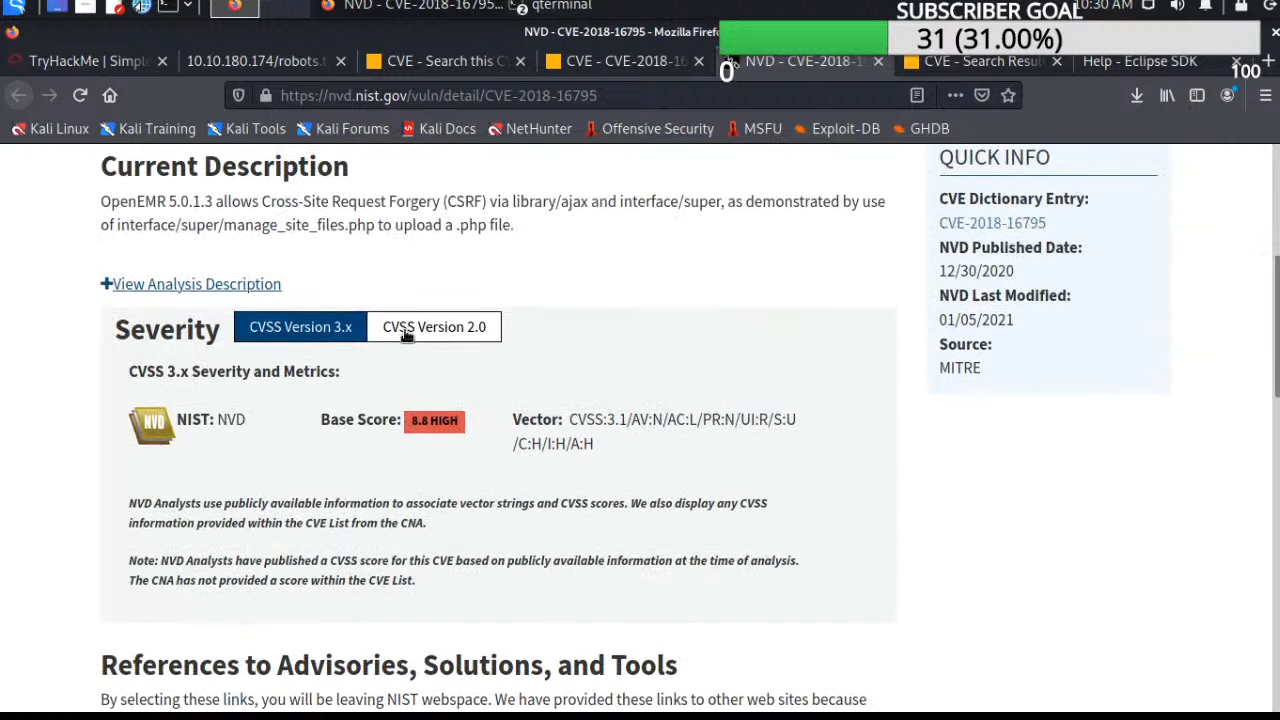 NVD - CVE-2018-16795...
qterminal
10:30 AM
SUBSCRIBER GOAL
31 (31.00%)
0
100
NVD - CVE-2018-16795 - Mozilla Firefo
TryHackMe | Simpl
10.10.180.174/robots.t
CVE - Search this C
CVE - CVE-2018-16
NVD - CVE-2018-1
CVE - Search Resul
Help - Eclipse SDK
https://nvd.nist.gov/vuln/detail/CVE-2018-16795
Kali Linux
Kali Training
Kali Tools
Kali Forums
Kali Docs
NetHunter
Offensive Security
MSFU
Exploit-DB
GHDB
Current Description
OpenEMR 5.0.1.3 allows Cross-Site Request Forgery (CSRF) via library/ajax and interface/super, as demonstrated by use
of interface/super/manage_site_files.php to upload a .php file.
View Analysis Description
Severity
CVSS Version 3.x
CVSS Version 2.0
CVSS 3.x Severity and Metrics:
NVD
NIST: NVD
Base Score: 8.8 HIGH
Vector: CVSS:3.1/AV:N/AC:L/PR:N/UI:R/S:U
/C:H/I:H/A:H
NVD Analysts use publicly available information to associate vector strings and CVSS scores. We also display any CVSS
information provided within the CVE List from the CNA.
Note: NVD Analysts have published a CVSS score for this CVE based on publicly available information at the time of analysis.
The CNA has not provided a score within the CVE List.
References to Advisories, Solutions, and Tools
By selecting these links, you will be leaving NIST webspace. We have provided these links to other web sites because
QUICK INFO
CVE Dictionary Entry:
CVE-2018-16795
NVD Published Date:
12/30/2020
NVD Last Modified:
01/05/2021
Source:
MITRE